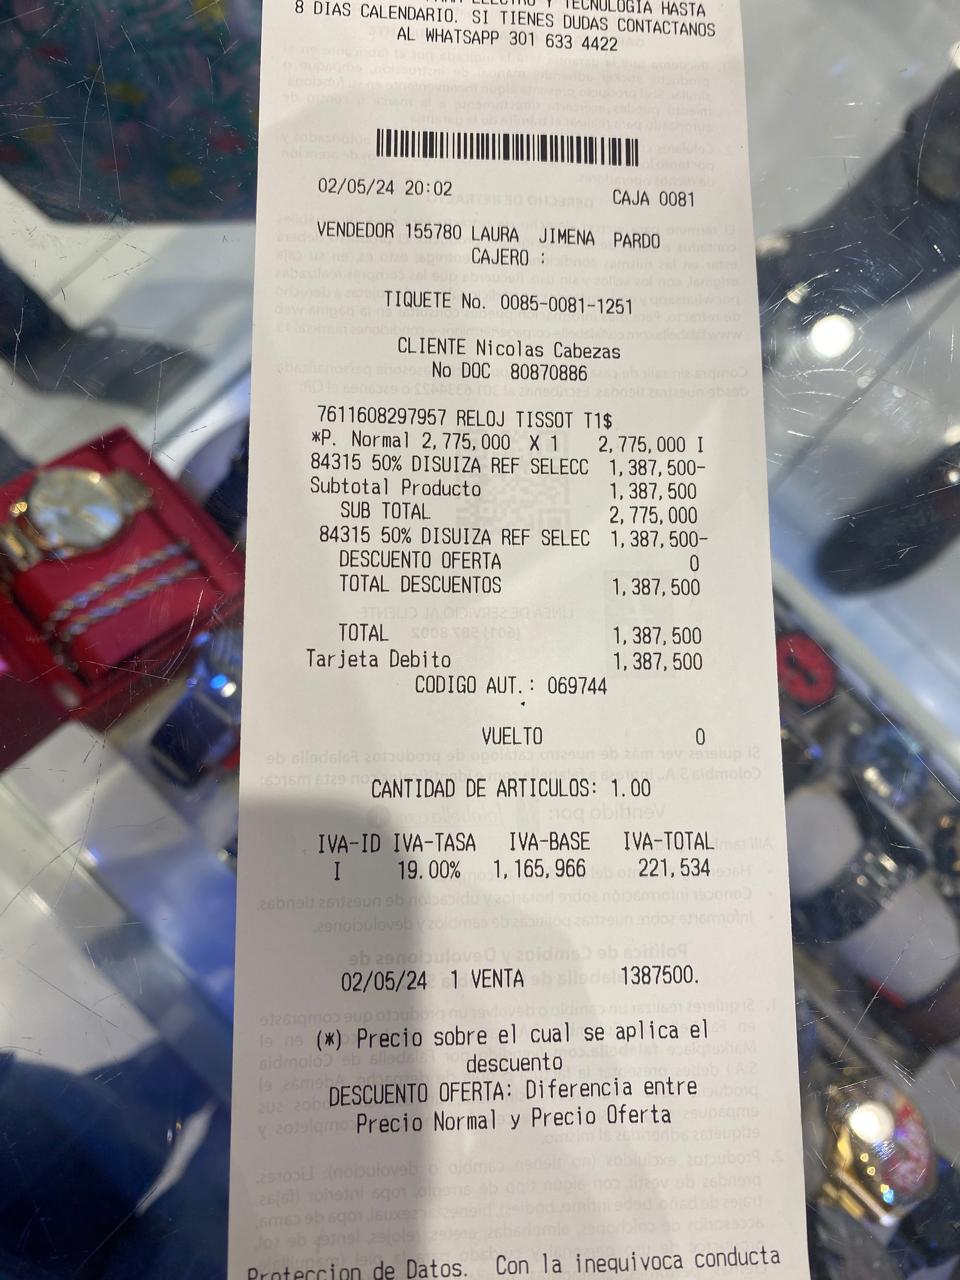 Y TECNOLOGIA HASTA
8 DIAS CALENDARIO. SI TIENES DUDAS CONTACTANOS
AL WHATSAPP 301 633 4422
02/05/24 20:02 CAJA 0081
VENDEDOR 155780 LAURA JIMENA PARDO
CAJERO :
TIQUETE No. 0085-0081-1251
CLIENTE Nicolas Cabezas
No DOC 80870886
7611608297957 RELOJ TISSOT T1$
*P. Normal 2,775,000 X 1 2,775,000 I
84315 50% DISUIZA REF SELECC 1,387,500-
Subtotal Producto 1,387,500
SUB TOTAL 2,775,000
84315 50% DISUIZA REF SELEC 1,387,500-
DESCUENTO OFERTA 0
TOTAL DESCUENTOS 1,387,500
TOTAL 1,387,500
Tarjeta Debito 1,387,500
CODIGO AUT.: 069744
VUELTO 0
CANTIDAD DE ARTICULOS: 1.00
IVA-ID IVA-TASA IVA-BASE IVA-TOTAL
I 19.00% 1,165,966 221,534
02/05/24 1 VENTA 1387500.
(*) Precio sobre el cual se aplica el
descuento
DESCUENTO OFERTA: Diferencia entre
Precio Normal y Precio Oferta
Proteccion de Datos. Con la inequivoca conducta